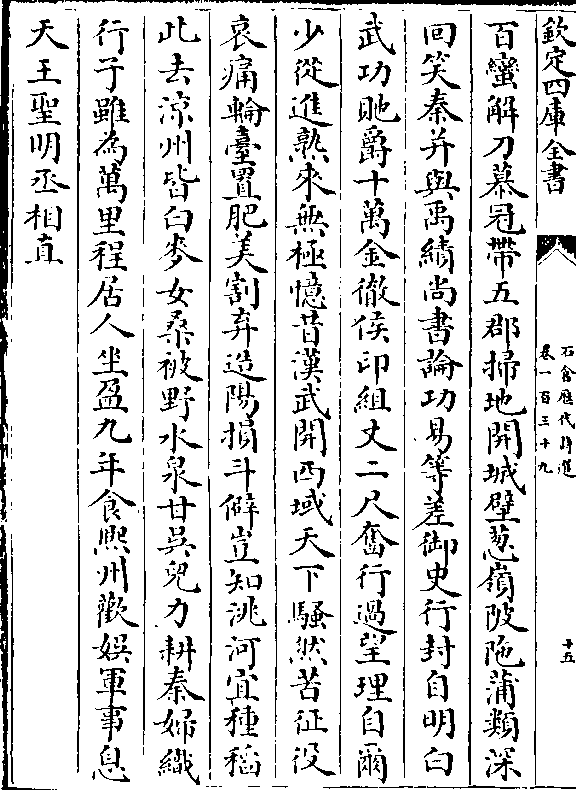 欽定四庫全書
石倉歷代詩選
卷一百三十九
十五
百蠻解刀慕冠帶五郡掃地開城壁葱嶺陂陁蒲類深
回笑秦并與禹績尚書論功易等差御史行封自明白
武功貤爵十萬金徹侯印組丈二尺奮行過望理自爾
少從進熟來無極憶昔漢武開西域天下騷然苦征役
哀痛輪臺置肥美割弃造陽損斗僻豈知洮河宜種稻
此去涼州皆白麥女桑被野水泉甘吳兒力耕秦婦織
行子雖為萬里程居人坐盈九年食熈州歡娛軍事息
天王聖明丞相直